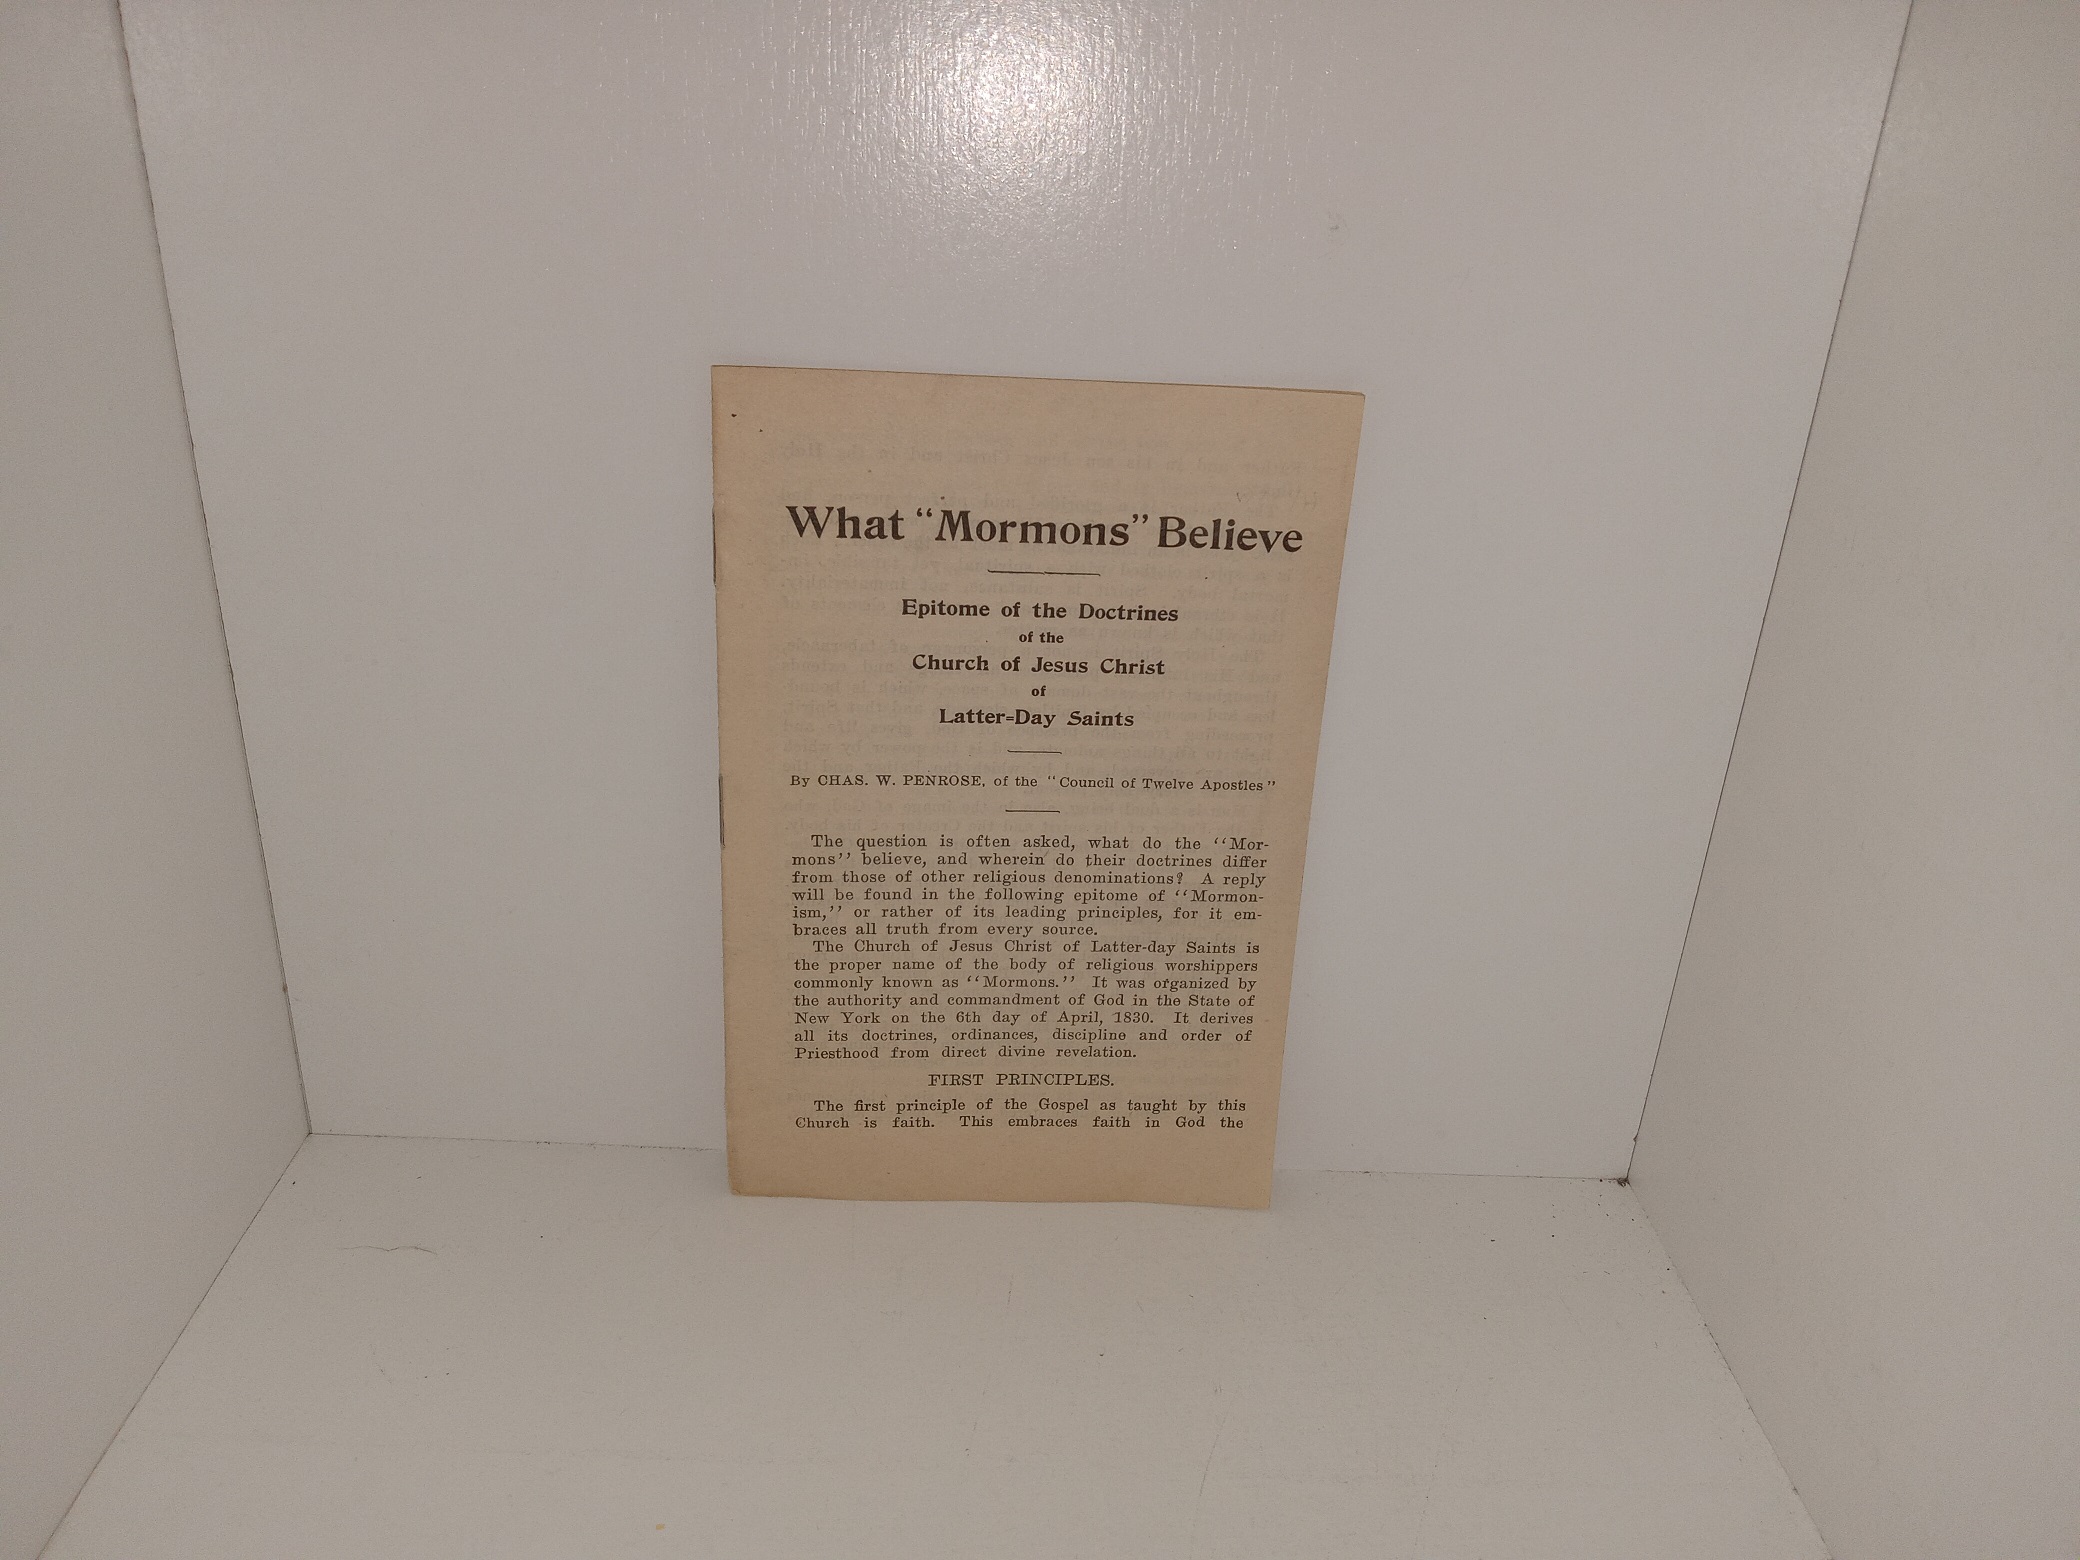 What "Mormons" Believe
Epitome of the Doctrines
of the
Church of Jesus Christ
of
Latter=Day Saints
By CHAS. W. PENROSE, of the "Council of Twelve Apostles"
The question is often asked, what do the "Mor-
mons" believe, and wherein do their doctrines differ
from those of other religious denominations? A reply
will be found in the following epitome of "Mormon-
ism," or rather of its leading principles, for it em-
braces all truth from every source.
The Church of Jesus Christ of Latter-day Saints is
the proper name of the body of religious worshippers
commonly known as "Mormons." It was organized by
the authority and commandment of God in the State of
New York on the 6th day of April, 1830. It derives
all its doctrines, ordinances, discipline and order of
Priesthood from direct divine revelation.
FIRST PRINCIPLES.
The first principle of the Gospel as taught by this
Church is faith. This embraces faith in God the